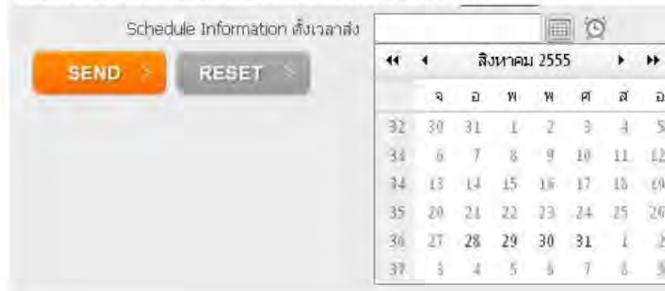 Schedule Information ตั้งเวลาส่ง
SEND RESET
สิงหาคม 2555
จ อ พ พ ศ ส อ
32 30 31 1 2 3 4 5
33 6 7 8 9 10 11 12
34 13 14 15 16 17 18 19
35 20 21 22 23 24 25 26
36 27 28 29 30 31 1 2
37 3 4 5 6 7 8 9